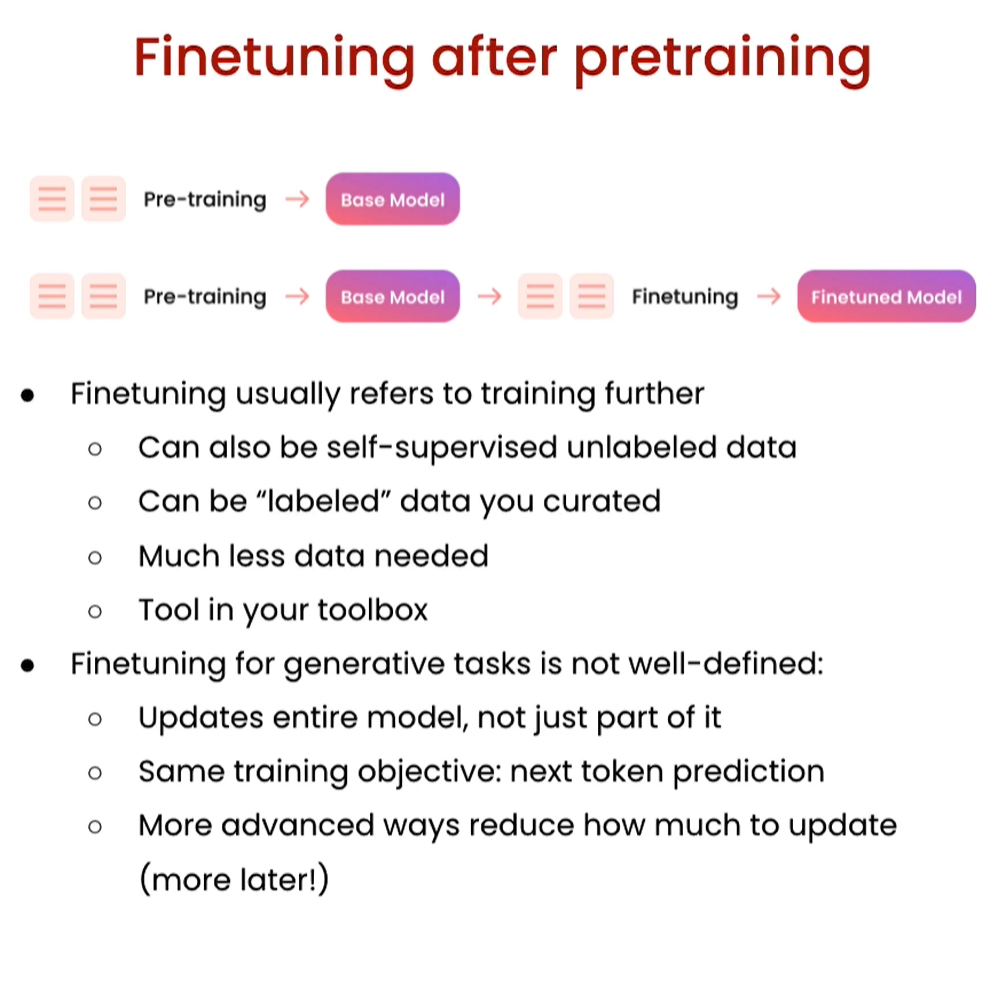 Finetuning after pretraining
Pre-training → Base Model
Pre-training → Base Model → Finetuning → Finetuned Model
● Finetuning usually refers to training further
○ Can also be self-supervised unlabeled data
○ Can be “labeled” data you curated
○ Much less data needed
○ Tool in your toolbox
● Finetuning for generative tasks is not well-defined:
○ Updates entire model, not just part of it
○ Same training objective: next token prediction
○ More advanced ways reduce how much to update
(more later!)